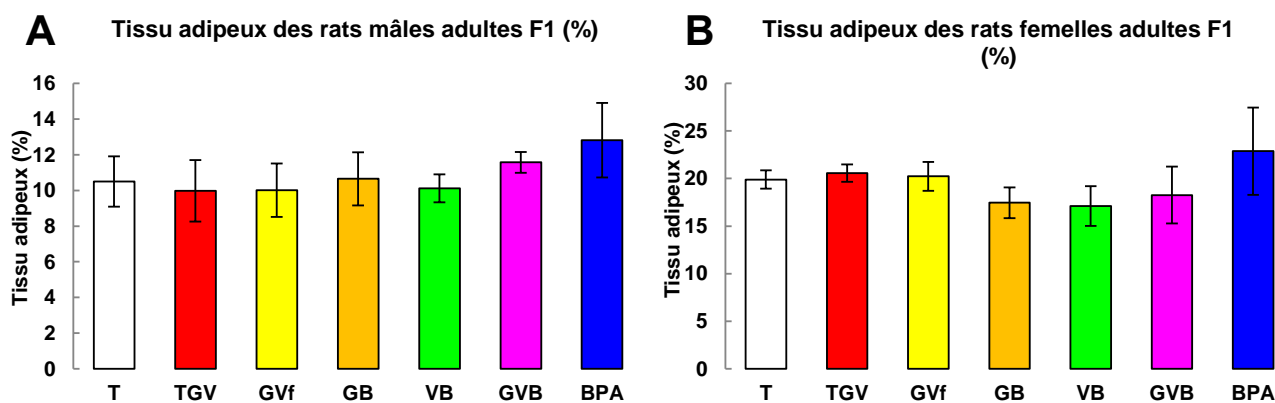 A
Tissu adipeux des rats mâles adultes F1 (%)
Tissu adipeux (%)
16
14
12
10
8
6
4
2
0
T TGV GVf GB VB GVB BPA
B
Tissu adipeux des rats femelles adultes F1
(%)
Tissu adipeux (%)
30
25
20
15
10
5
0
T TGV GVf GB VB GVB BPA